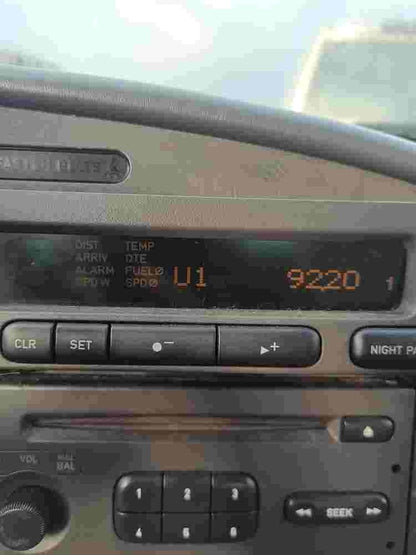 DIST TEMP
ARRIV DTE
ALARM FUELØ
SPD W SPDØ
U1 9220 1
CLR SET - + NIGHT PA
VOL BAL
1 2 3
SEEK
4 5 6